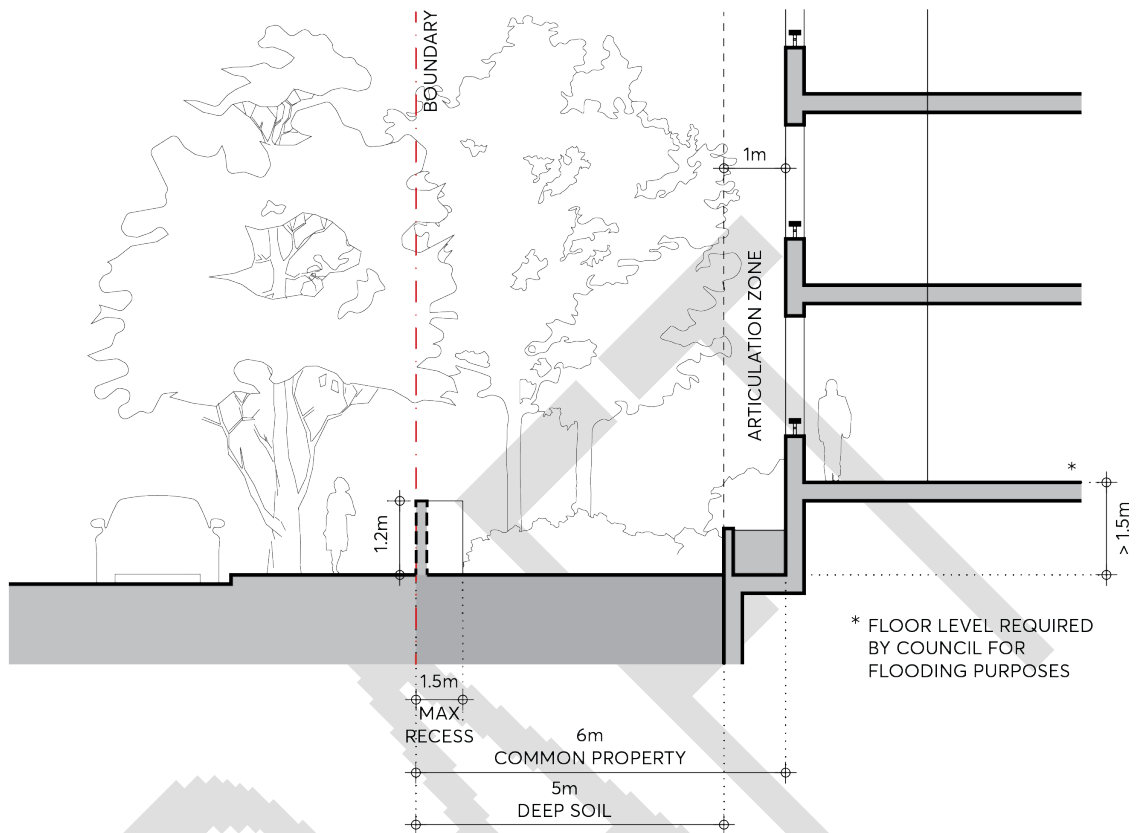 BOUNDARY
1m
ARTICULATION ZONE
1.2m
*
> 1.5m
* FLOOR LEVEL REQUIRED
BY COUNCIL FOR
FLOODING PURPOSES
1.5m
MAX
RECESS
6m
COMMON PROPERTY
5m
DEEP SOIL